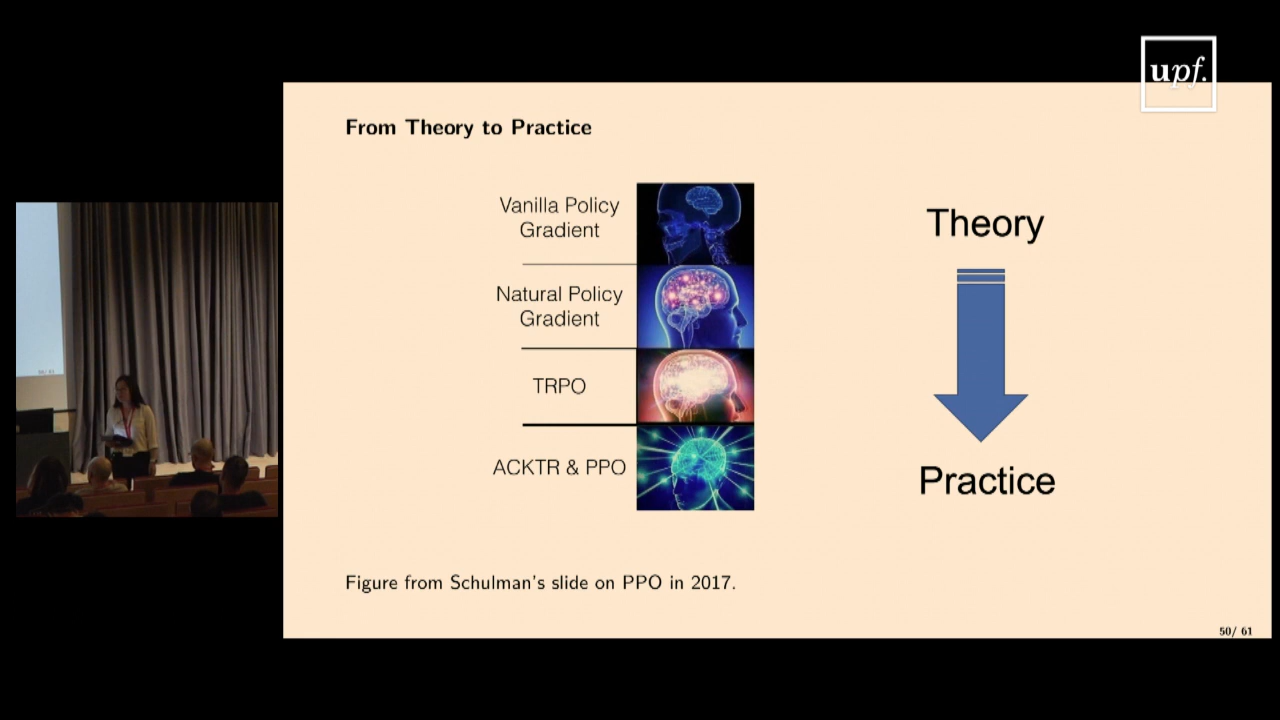 upf.
From Theory to Practice
Vanilla Policy
Gradient
Natural Policy
Gradient
TRPO
ACKTR & PPO
Theory
Practice
Figure from Schulman's slide on PPO in 2017.
50/ 61